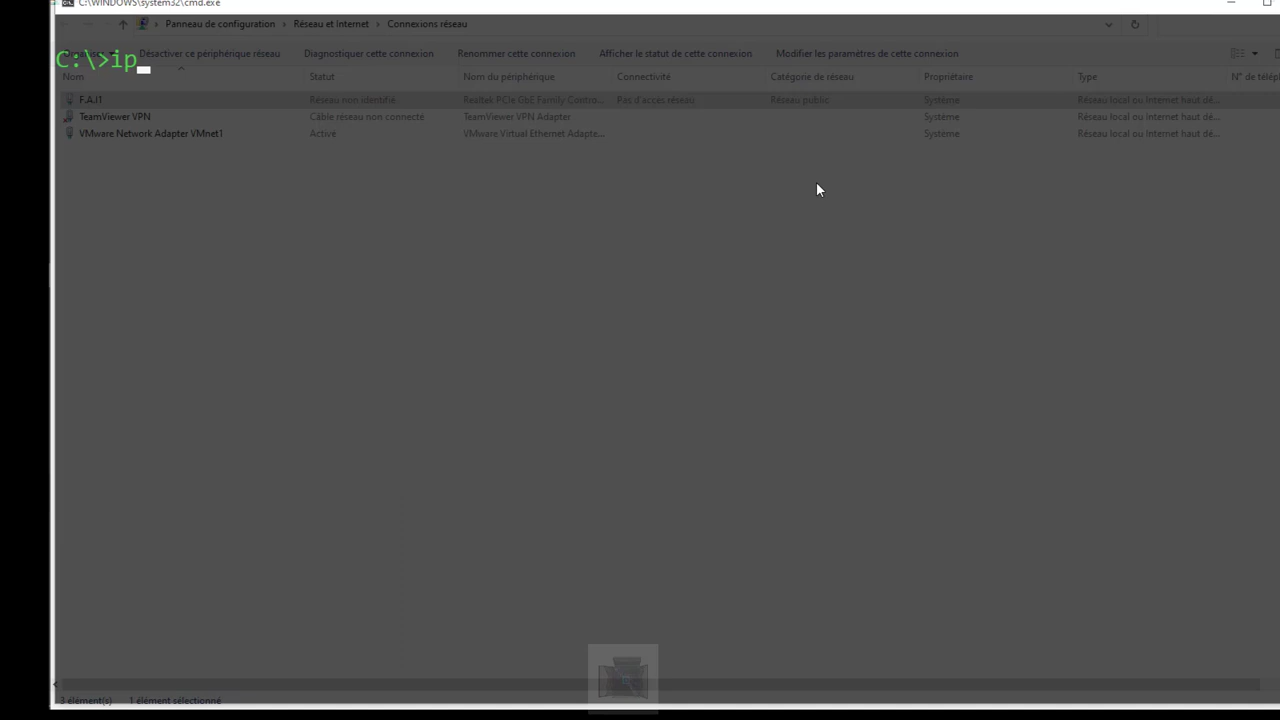 C:\WINDOWS\system32\cmd.exe
Panneau de configuration > Réseau et Internet > Connexions réseau
C:\>ip
Désactiver ce périphérique réseau Diagnostiquer cette connexion Renommer cette connexion Afficher le statut de cette connexion Modifier les paramètres de cette connexion
Nom Statut Nom du périphérique Connectivité Catégorie de réseau Propriétaire Type N° de télép
F.A.I1 Réseau non identifié Realtek PCIe GbE Family Contro... Pas d'accès réseau Réseau public Système Réseau local ou Internet haut dé...
TeamViewer VPN Câble réseau non connecté TeamViewer VPN Adapter Système Réseau local ou Internet haut dé...
VMware Network Adapter VMnet1 Activé VMware Virtual Ethernet Adapte... Système Réseau local ou Internet haut dé...
3 élément(s) 1 élément sélectionné